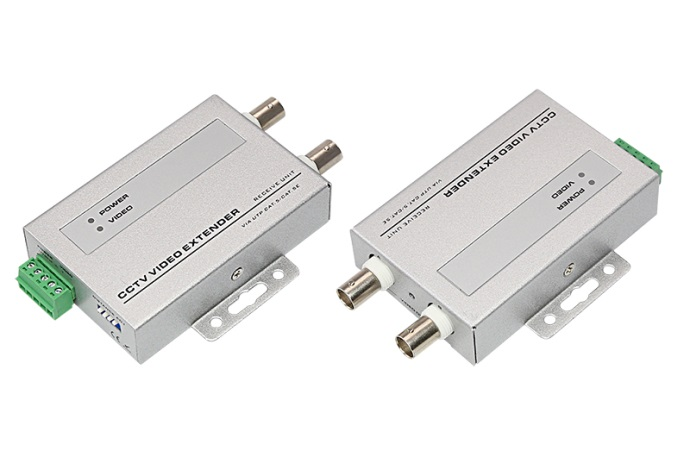 POWER
VIDEO
CCTV VIDEO EXTENDER
VIA UTP CAT 5-CAT 5E
RECEIVE UNIT
CCTV VIDEO EXTENDER
VIA UTP CAT 5-CAT 5E
RECEIVE UNIT
VIDEO
POWER